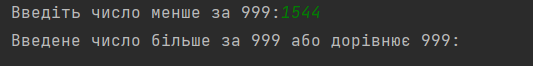 Введіть число менше за 999:1544
Введене число більше за 999 або дорівнює 999: